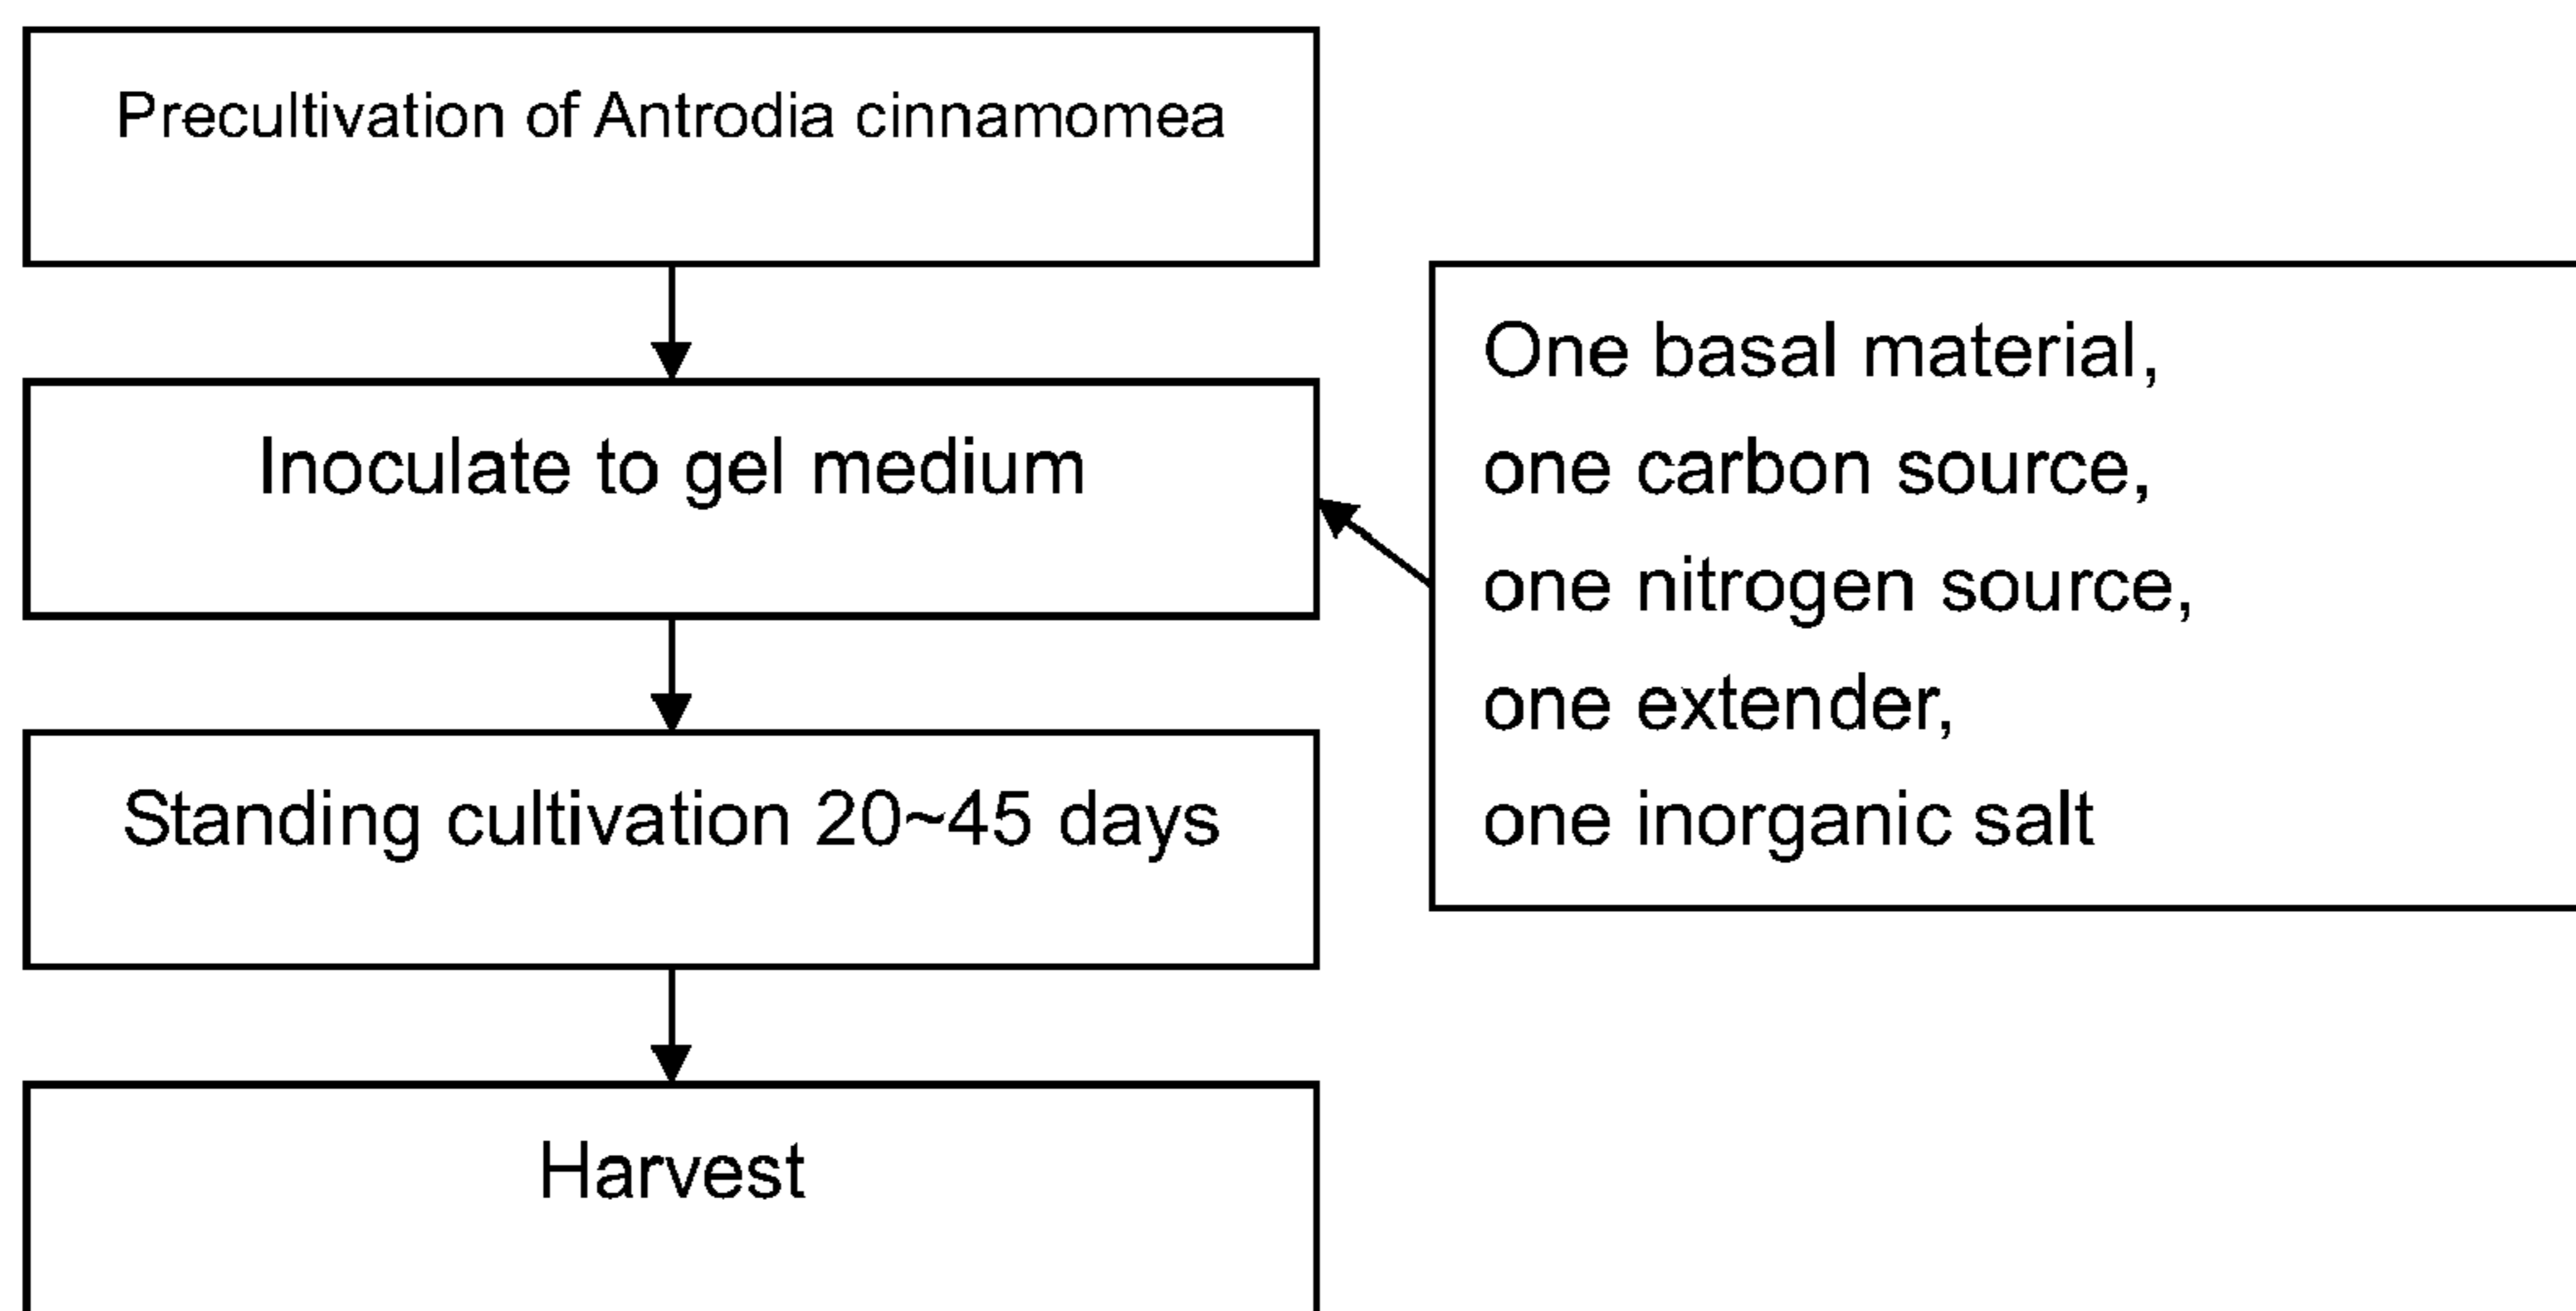 Precultivation of Antrodia cinnamomea
Inoculate to gel medium
One basal material,
one carbon source,
one nitrogen source,
one extender,
one inorganic salt
Standing cultivation 20~45 days
Harvest